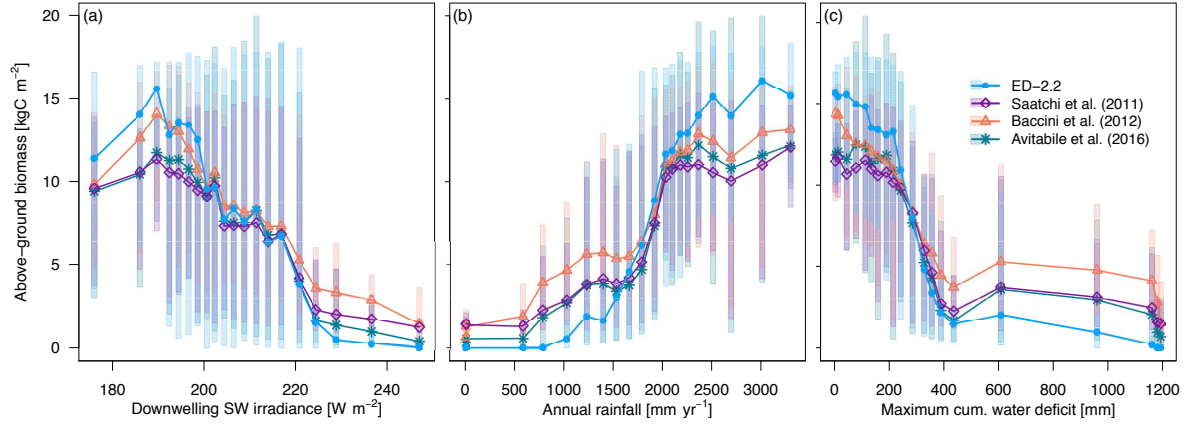 (a)
(b)
(c)
Above−ground biomass [kgC m−2]
20
15
10
5
0
ED−2.2
Saatchi et al. (2011)
Baccini et al. (2012)
Avitabile et al. (2016)
180 200 220 240
0 500 1000 1500 2000 2500 3000
0 200 400 600 800 1000 1200
Downwelling SW irradiance [W m−2]
Annual rainfall [mm yr−1]
Maximum cum. water deficit [mm]